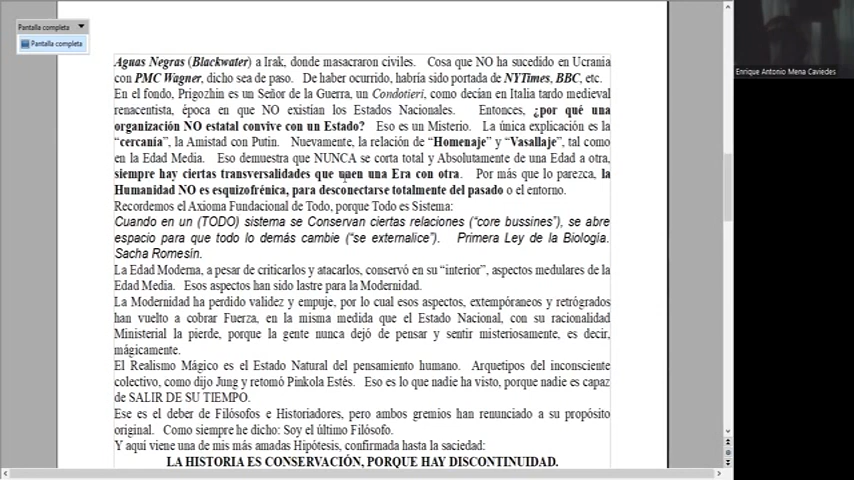 Pantalla completa
Pantalla completa
Enrique Antonio Mena Caviedes
Aguas Negras (Blackwater) a Irak, donde masacraron civiles. Cosa que NO ha sucedido en Ucrania
con PMC Wagner, dicho sea de paso. De haber ocurrido, habría sido portada de NYTimes, BBC, etc.
En el fondo, Prigozhin es un Señor de la Guerra, un Condotieri, como decían en Italia tardo medieval
renacentista, época en que NO existían los Estados Nacionales. Entonces, ¿por qué una
organización NO estatal convive con un Estado? Eso es un Misterio. La única explicación es la
“cercanía”, la Amistad con Putin. Nuevamente, la relación de “Homenaje” y “Vasallaje”, tal como
en la Edad Media. Eso demuestra que NUNCA se corta total y Absolutamente de una Edad a otra,
siempre hay ciertas transversalidades que unen una Era con otra. Por más que lo parezca, la
Humanidad NO es esquizofrénica, para desconectarse totalmente del pasado o el entorno.
Recordemos el Axioma Fundacional de Todo, porque Todo es Sistema:
Cuando en un (TODO) sistema se Conservan ciertas relaciones (“core bussines”), se abre
espacio para que todo lo demás cambie (“se externalice”). Primera Ley de la Biología.
Sacha Romesín.
La Edad Moderna, a pesar de criticarlos y atacarlos, conservó en su “interior”, aspectos medulares de la
Edad Media. Esos aspectos han sido lastre para la Modernidad.
La Modernidad ha perdido validez y empuje, por lo cual esos aspectos, extemporáneos y retrógrados
han vuelto a cobrar Fuerza, en la misma medida que el Estado Nacional, con su racionalidad
Ministerial la pierde, porque la gente nunca dejó de pensar y sentir misteriosamente, es decir,
mágicamente.
El Realismo Mágico es el Estado Natural del pensamiento humano. Arquetipos del inconsciente
colectivo, como dijo Jung y retomó Pinkola Estés. Eso es lo que nadie ha visto, porque nadie es capaz
de SALIR DE SU TIEMPO.
Ese es el deber de Filósofos e Historiadores, pero ambos gremios han renunciado a su propósito
original. Como siempre he dicho: Soy el último Filósofo.
Y aquí viene una de mis más amadas Hipótesis, confirmada hasta la saciedad:
LA HISTORIA ES CONSERVACIÓN, PORQUE HAY DISCONTINUIDAD.